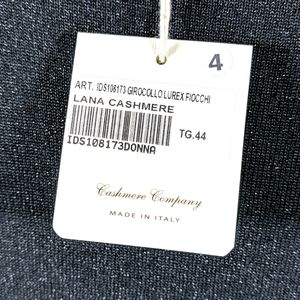 4
ART. IDS108173 GIROCOLLO LUREX FIOCCHI
LANA CASHMERE
TG.44
IDS108173DONNA
Cashmere Company
MADE IN ITALY